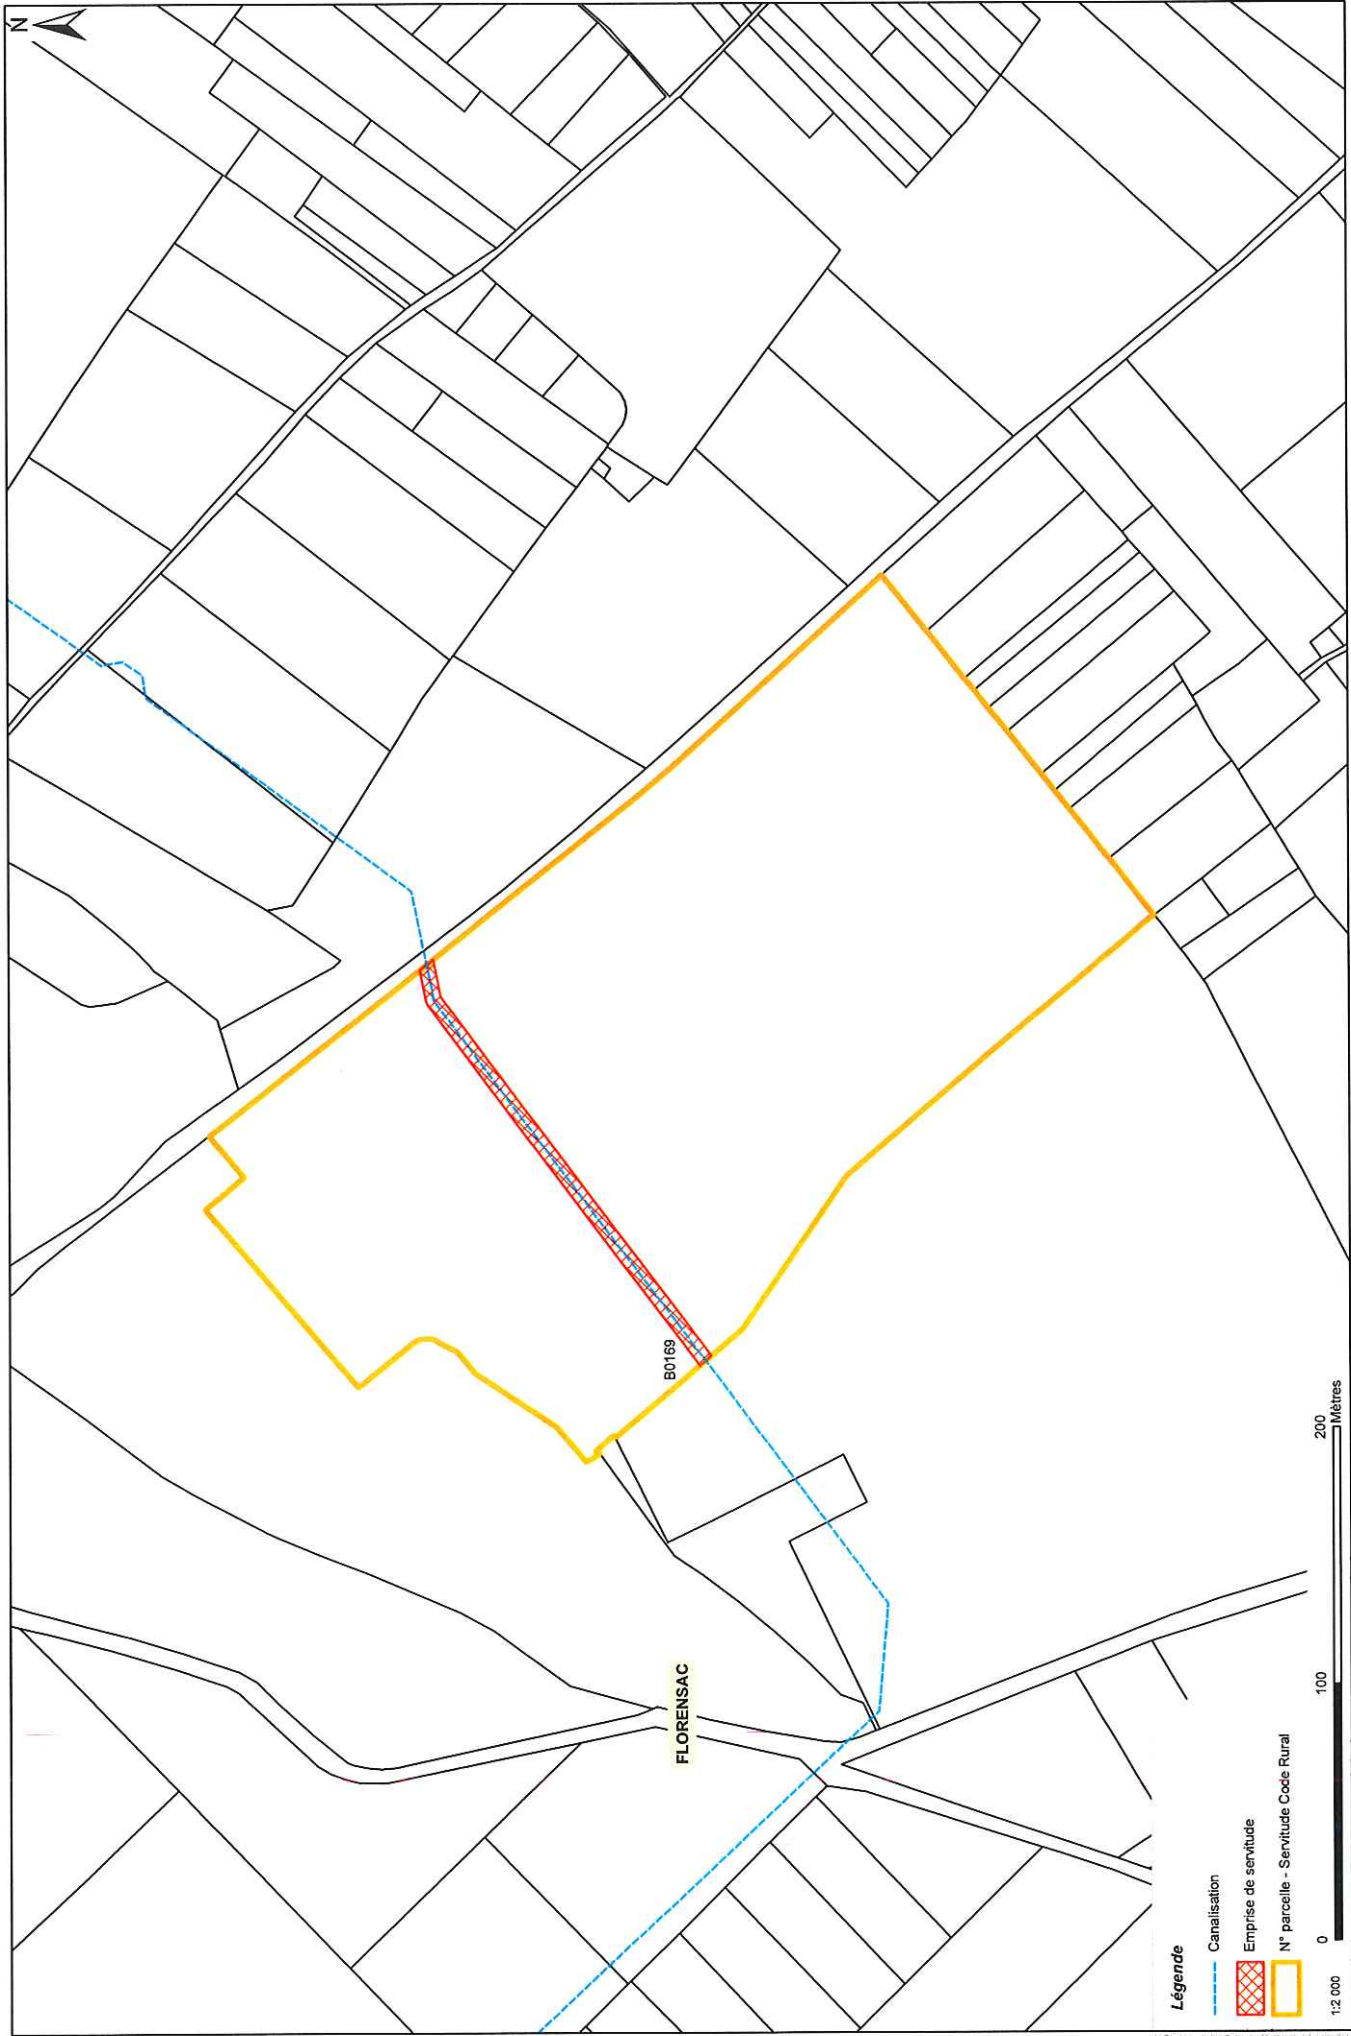 N
B0169
FLORENSAC
Légende
Canalisation
Emprise de servitude
N° parcelle - Servitude Code Rural
1:2 000
0 100 200
Mètres